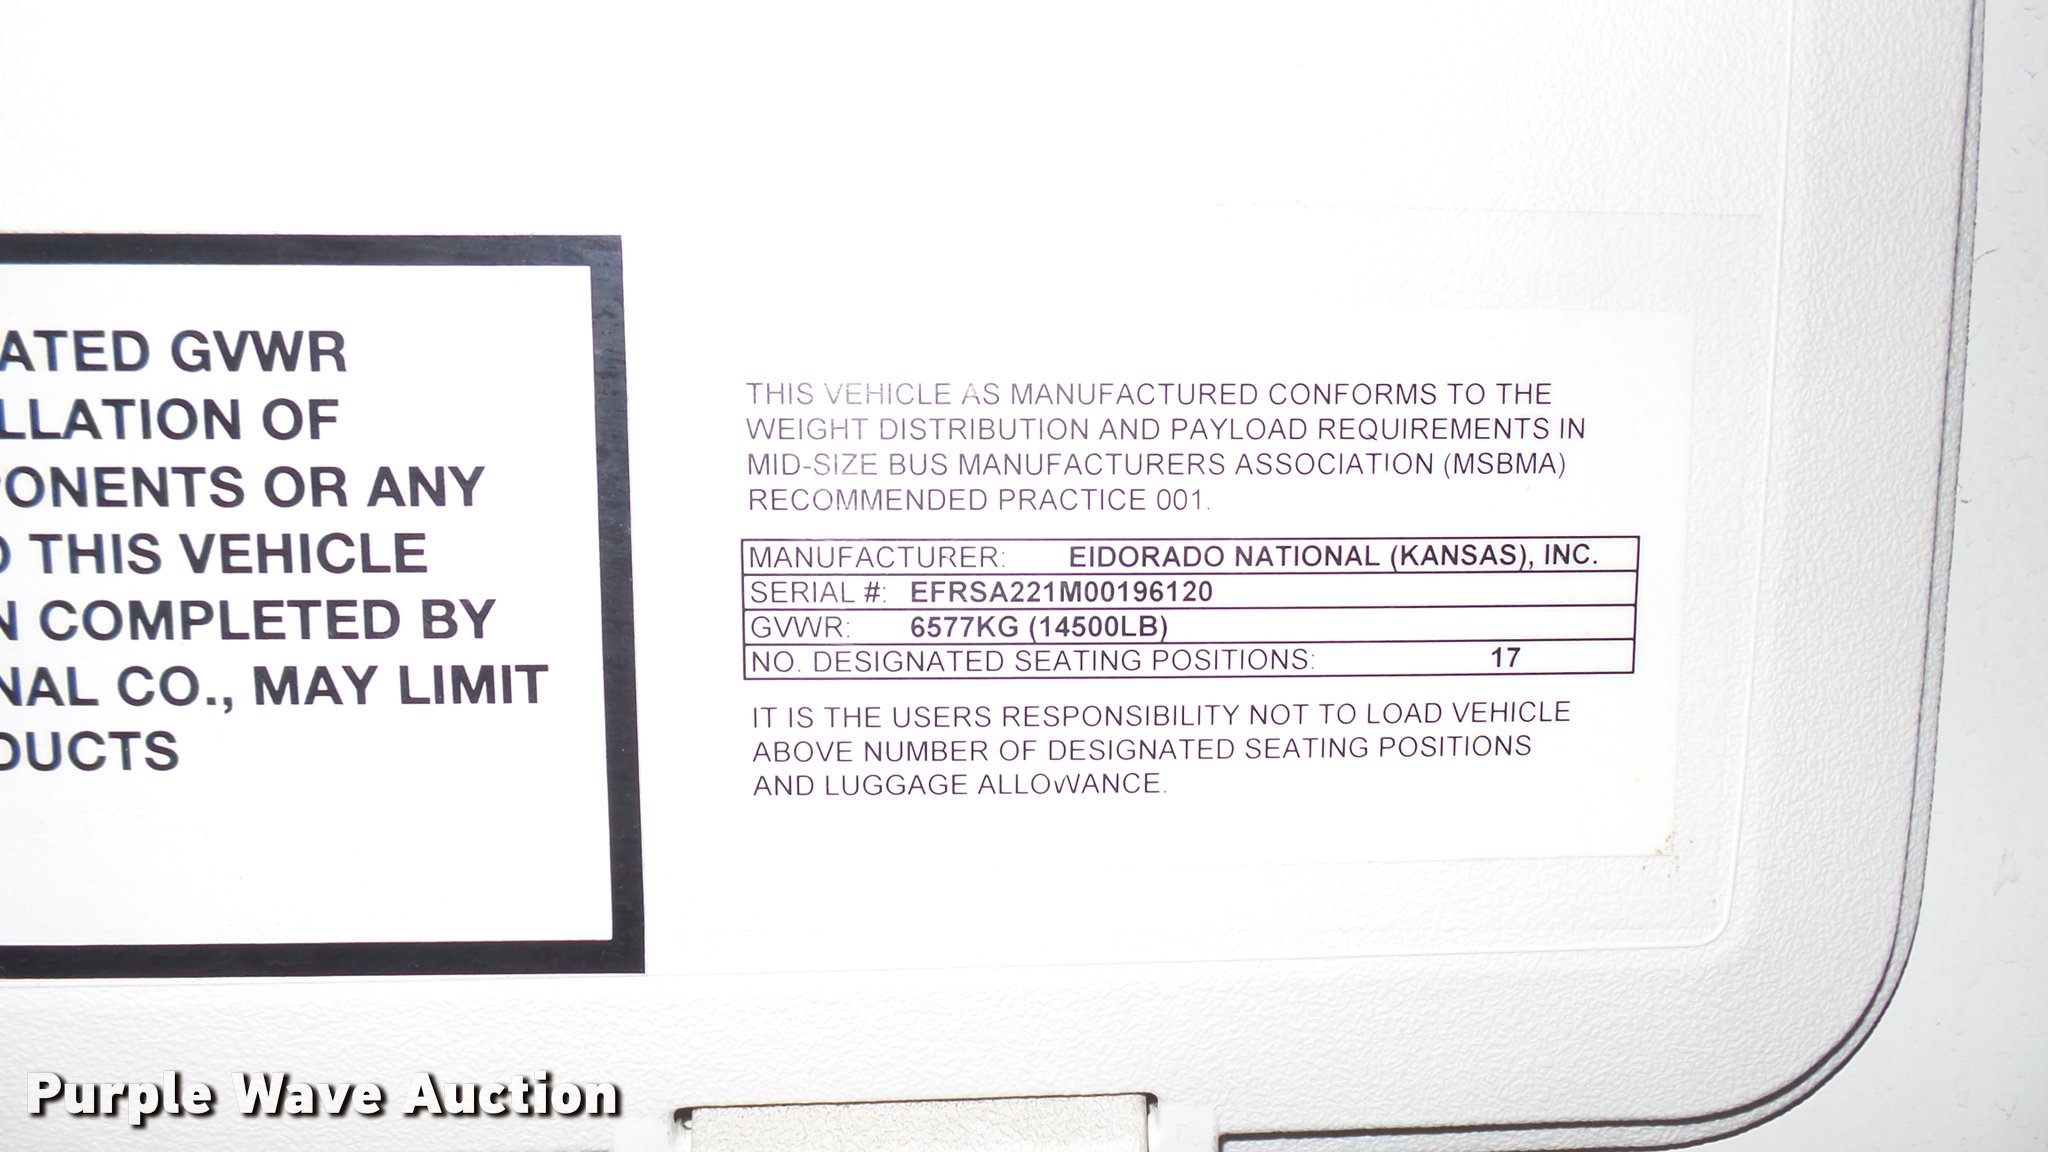 ATED GVWR
LLATION OF
PONENTS OR ANY
O THIS VEHICLE
N COMPLETED BY
NAL CO., MAY LIMIT
DUCTS
THIS VEHICLE AS MANUFACTURED CONFORMS TO THE
WEIGHT DISTRIBUTION AND PAYLOAD REQUIREMENTS IN
MID-SIZE BUS MANUFACTURERS ASSOCIATION (MSBMA)
RECOMMENDED PRACTICE 001.
MANUFACTURER: EIDORADO NATIONAL (KANSAS), INC.
SERIAL #: EFRSA221M00196120
GVWR: 6577KG (14500LB)
NO. DESIGNATED SEATING POSITIONS: 17
IT IS THE USERS RESPONSIBILITY NOT TO LOAD VEHICLE
ABOVE NUMBER OF DESIGNATED SEATING POSITIONS
AND LUGGAGE ALLOWANCE.
Purple Wave Auction